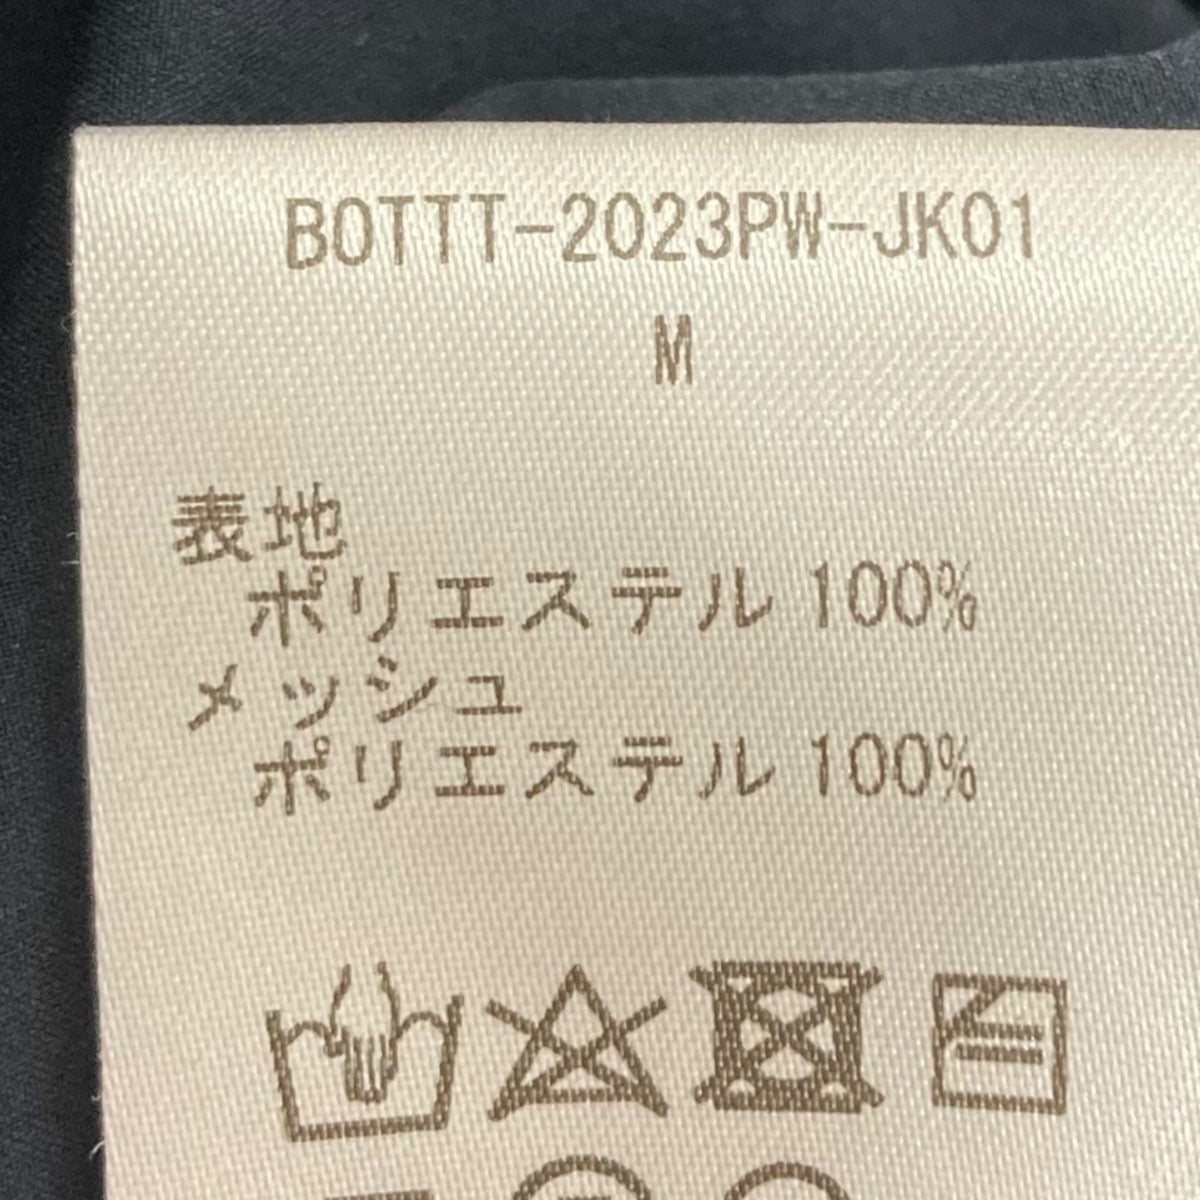 BOTTT-2023PW-JK01
M
表地
ポリエステル 100%
メッシュ
ポリエステル 100%